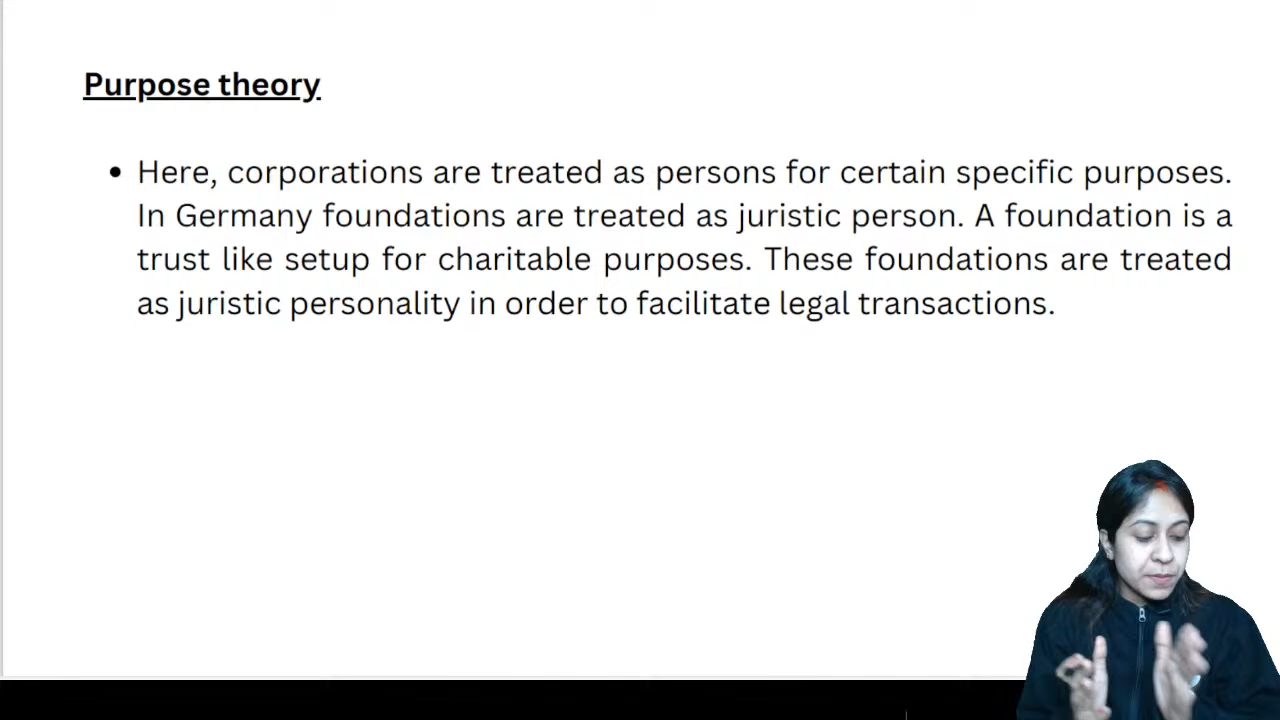 Purpose theory
• Here, corporations are treated as persons for certain specific purposes.
In Germany foundations are treated as juristic person. A foundation is a
trust like setup for charitable purposes. These foundations are treated
as juristic personality in order to facilitate legal transactions.